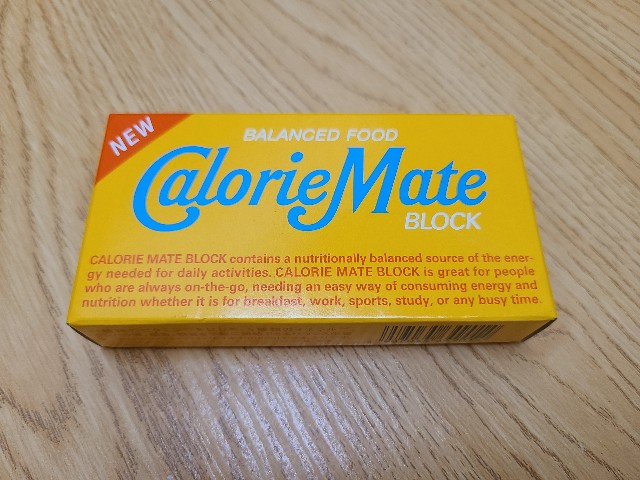 NEW
BALANCED FOOD
CalorieMate
BLOCK
CALORIE MATE BLOCK contains a nutritionally balanced source of the ener-
gy needed for daily activities. CALORIE MATE BLOCK is great for people
who are always on-the-go, needing an easy way of consuming energy and
nutrition whether it is for breakfast, work, sports, study, or any busy time.